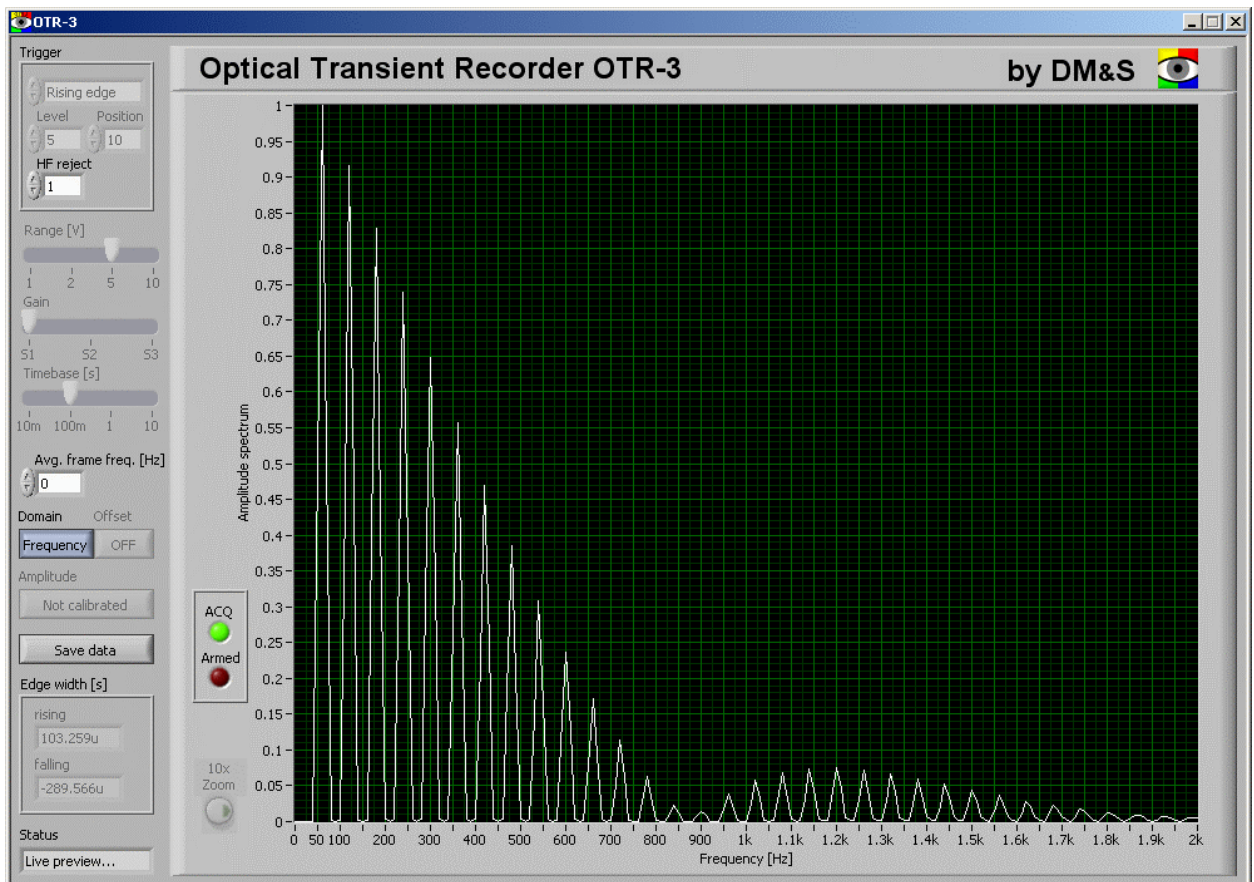 OTR-3
Trigger
Rising edge
Level Position
5 10
HF reject
1
Range [V]
1 2 5 10
Gain
S1 S2 S3
Timebase [s]
10m 100m 1 10
Avg. frame freq. [Hz]
0
Domain Offset
Frequency OFF
Amplitude
Not calibrated
Save data
Edge width [s]
rising
103.259u
falling
-289.566u
Status
Live preview...
Optical Transient Recorder OTR-3 by DM&S
1
0.95
0.9
0.85
0.8
0.75
0.7
0.65
0.6
0.55
0.5
0.45
0.4
0.35
0.3
0.25
0.2
0.15
0.1
0.05
0
Amplitude spectrum
ACQ
Armed
10x
Zoom
0 50 100 200 300 400 500 600 700 800 900 1k 1.1k 1.2k 1.3k 1.4k 1.5k 1.6k 1.7k 1.8k 1.9k 2k
Frequency [Hz]